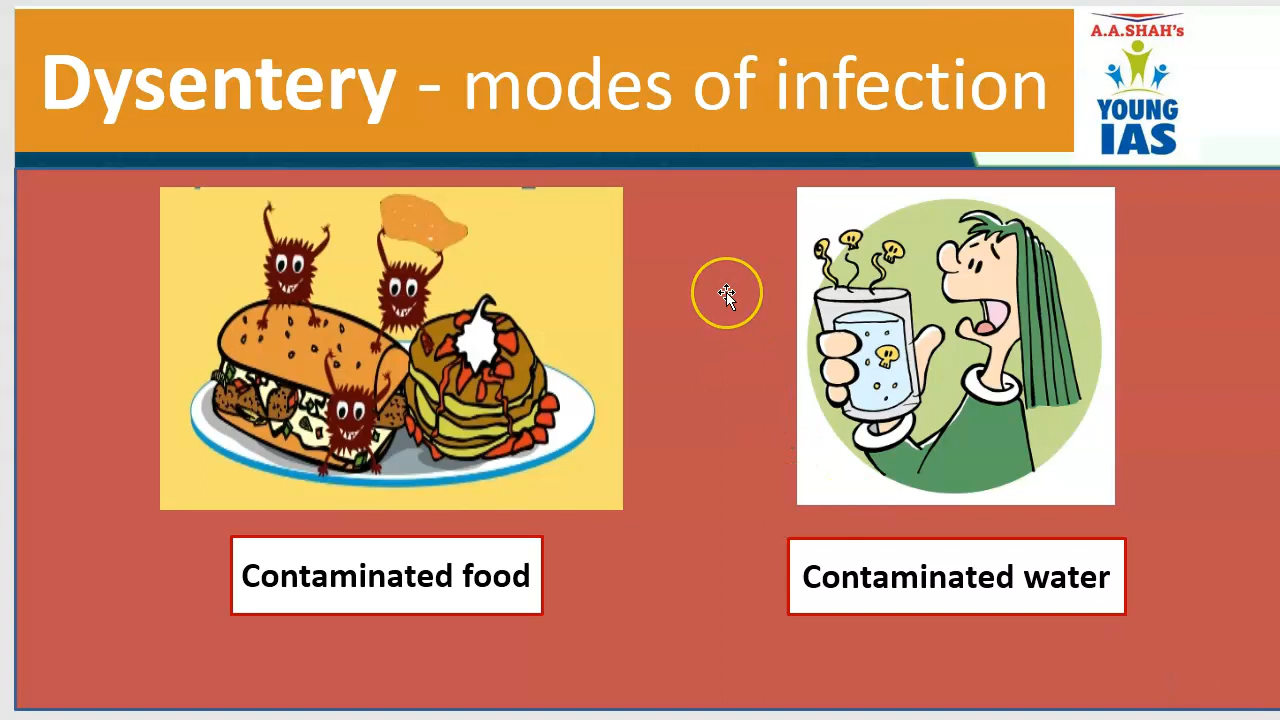 Dysentery - modes of infection
A.A.SHAH's
YOUNG
IAS
Contaminated food
Contaminated water